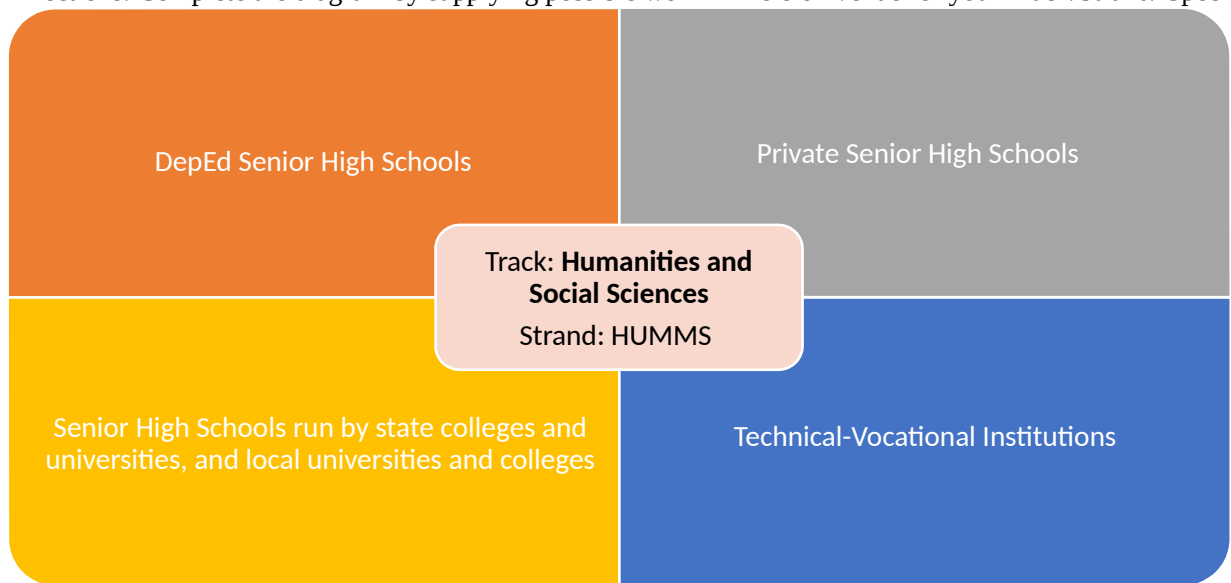 DepEd Senior High Schools
Private Senior High Schools
Track: Humanities and
Social Sciences
Strand: HUMMS
Senior High Schools run by state colleges and
universities, and local universities and colleges
Technical-Vocational Institutions